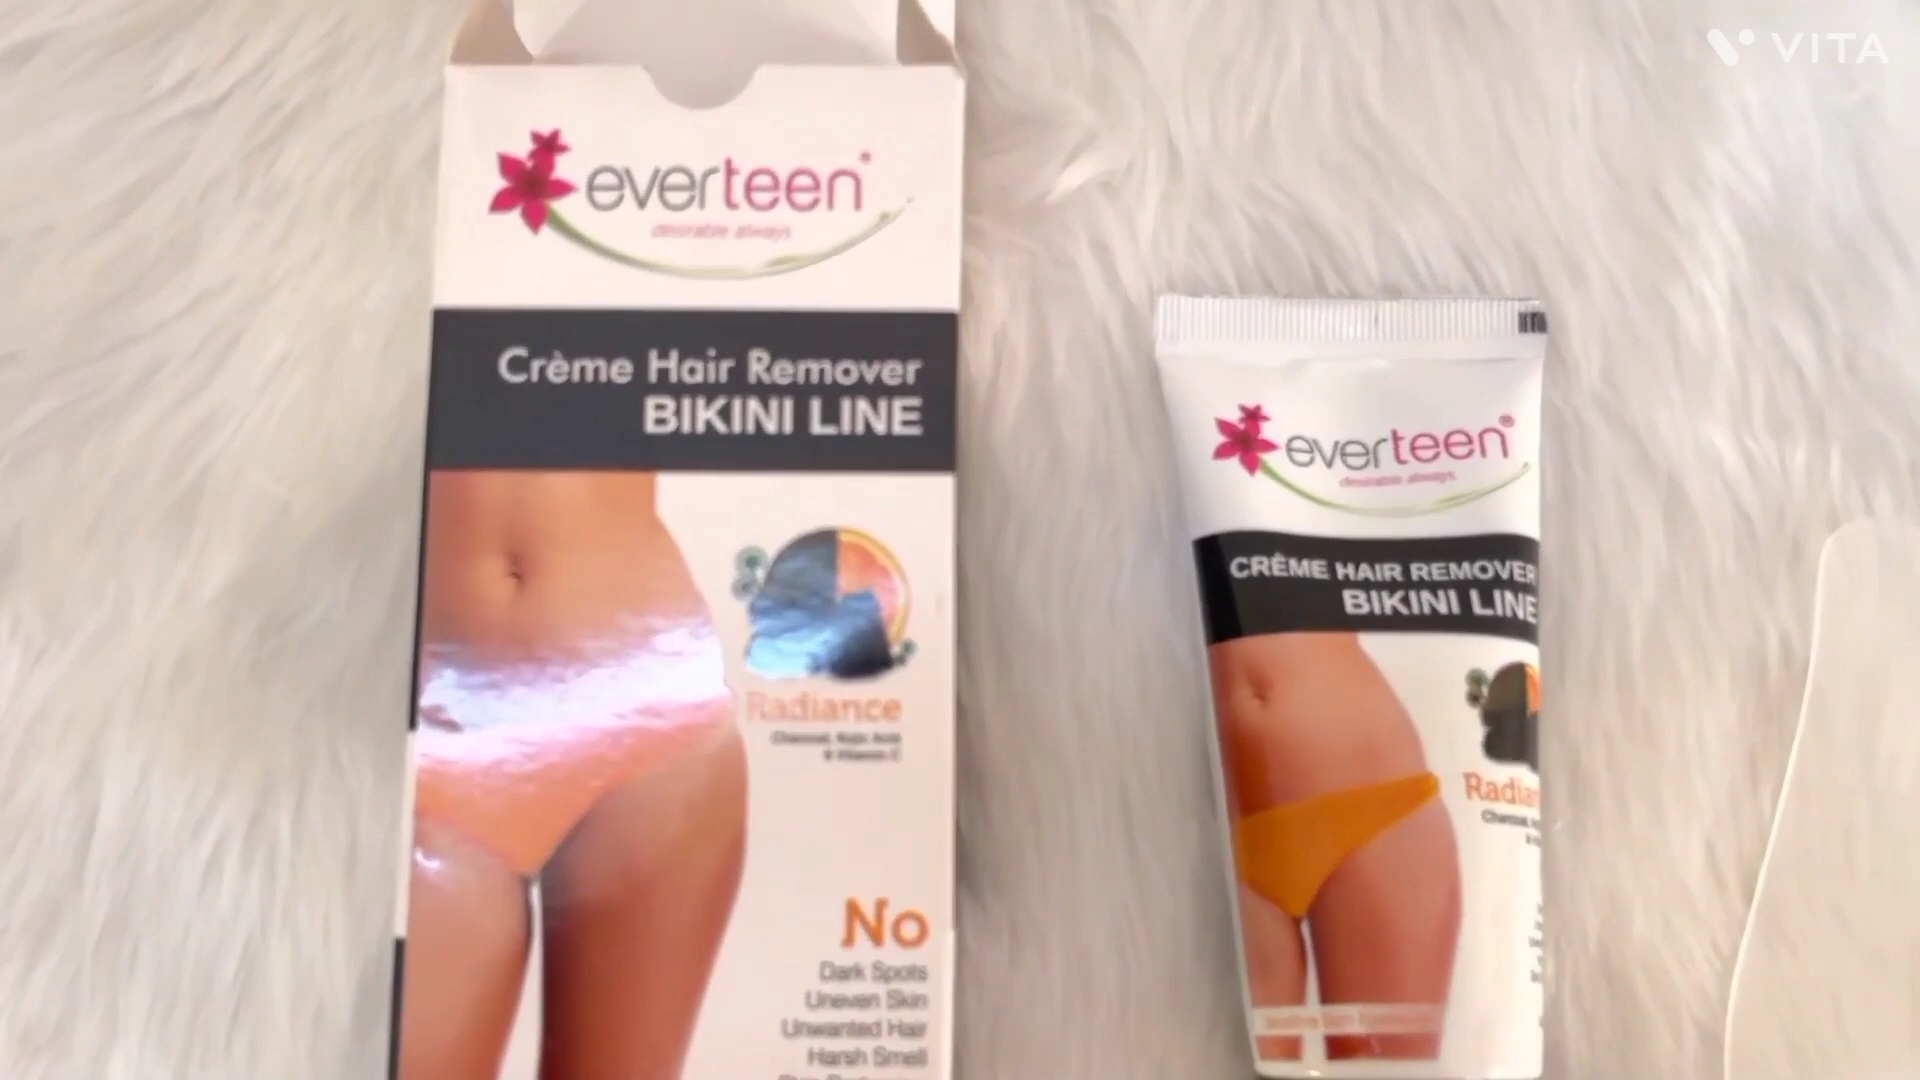 VITA
everteen
desirable always
Crème Hair Remover
BIKINI LINE
Radiance
Charcoal, Kojic Acid
& Vitamin C
No
Dark Spots
Uneven Skin
Unwanted Hair
Harsh Smell
everteen®
desirable always
CRÈME HAIR REMOVER
BIKINI LINE